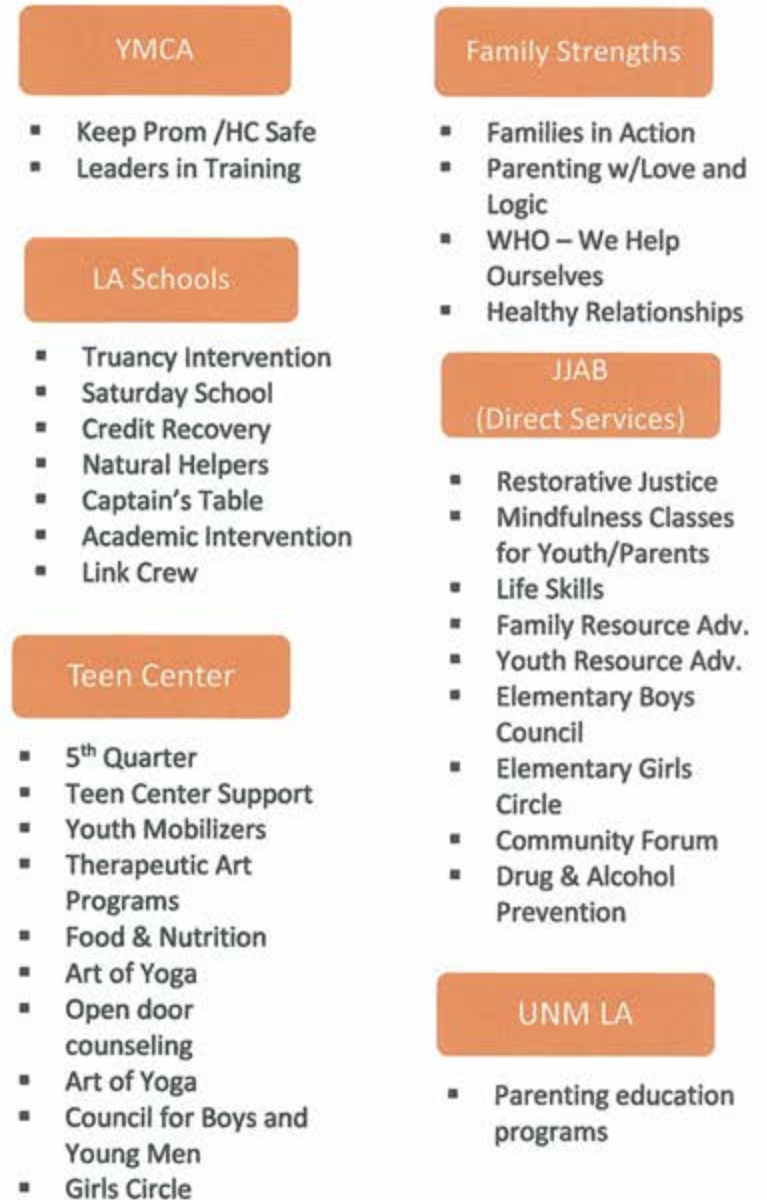 YMCA
▪ Keep Prom /HC Safe
▪ Leaders in Training
LA Schools
▪ Truancy Intervention
▪ Saturday School
▪ Credit Recovery
▪ Natural Helpers
▪ Captain's Table
▪ Academic Intervention
▪ Link Crew
Teen Center
▪ 5th Quarter
▪ Teen Center Support
▪ Youth Mobilizers
▪ Therapeutic Art
Programs
▪ Food & Nutrition
▪ Art of Yoga
▪ Open door
counseling
▪ Art of Yoga
▪ Council for Boys and
Young Men
▪ Girls Circle
Family Strengths
▪ Families in Action
▪ Parenting w/Love and
Logic
▪ WHO – We Help
Ourselves
▪ Healthy Relationships
JJAB
(Direct Services)
▪ Restorative Justice
▪ Mindfulness Classes
for Youth/Parents
▪ Life Skills
▪ Family Resource Adv.
▪ Youth Resource Adv.
▪ Elementary Boys
Council
▪ Elementary Girls
Circle
▪ Community Forum
▪ Drug & Alcohol
Prevention
UNM LA
▪ Parenting education
programs